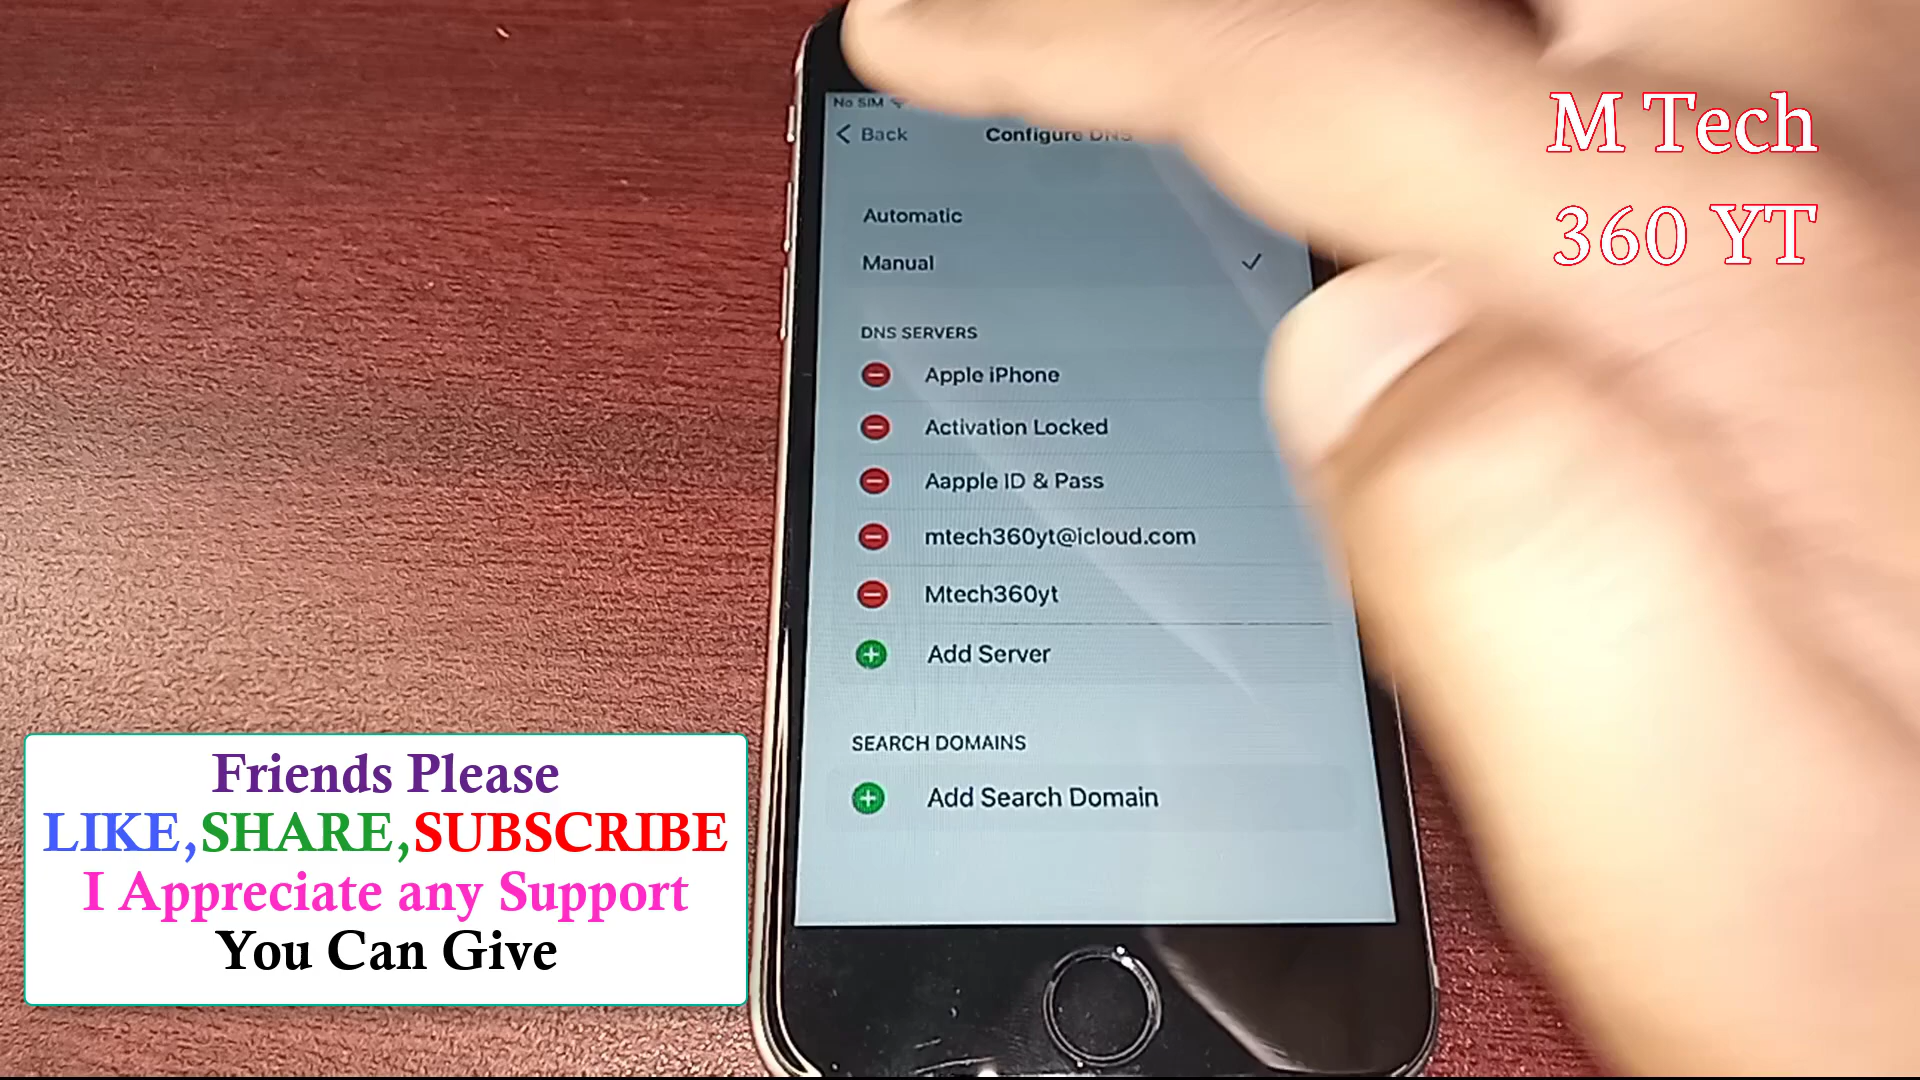 M Tech
360 YT
No SIM
Back
Configure DNS
Automatic
Manual
DNS SERVERS
Apple iPhone
Activation Locked
Aapple ID & Pass
mtech360yt@icloud.com
Mtech360yt
Add Server
SEARCH DOMAINS
Add Search Domain
Friends Please
LIKE,SHARE,SUBSCRIBE
I Appreciate any Support
You Can Give